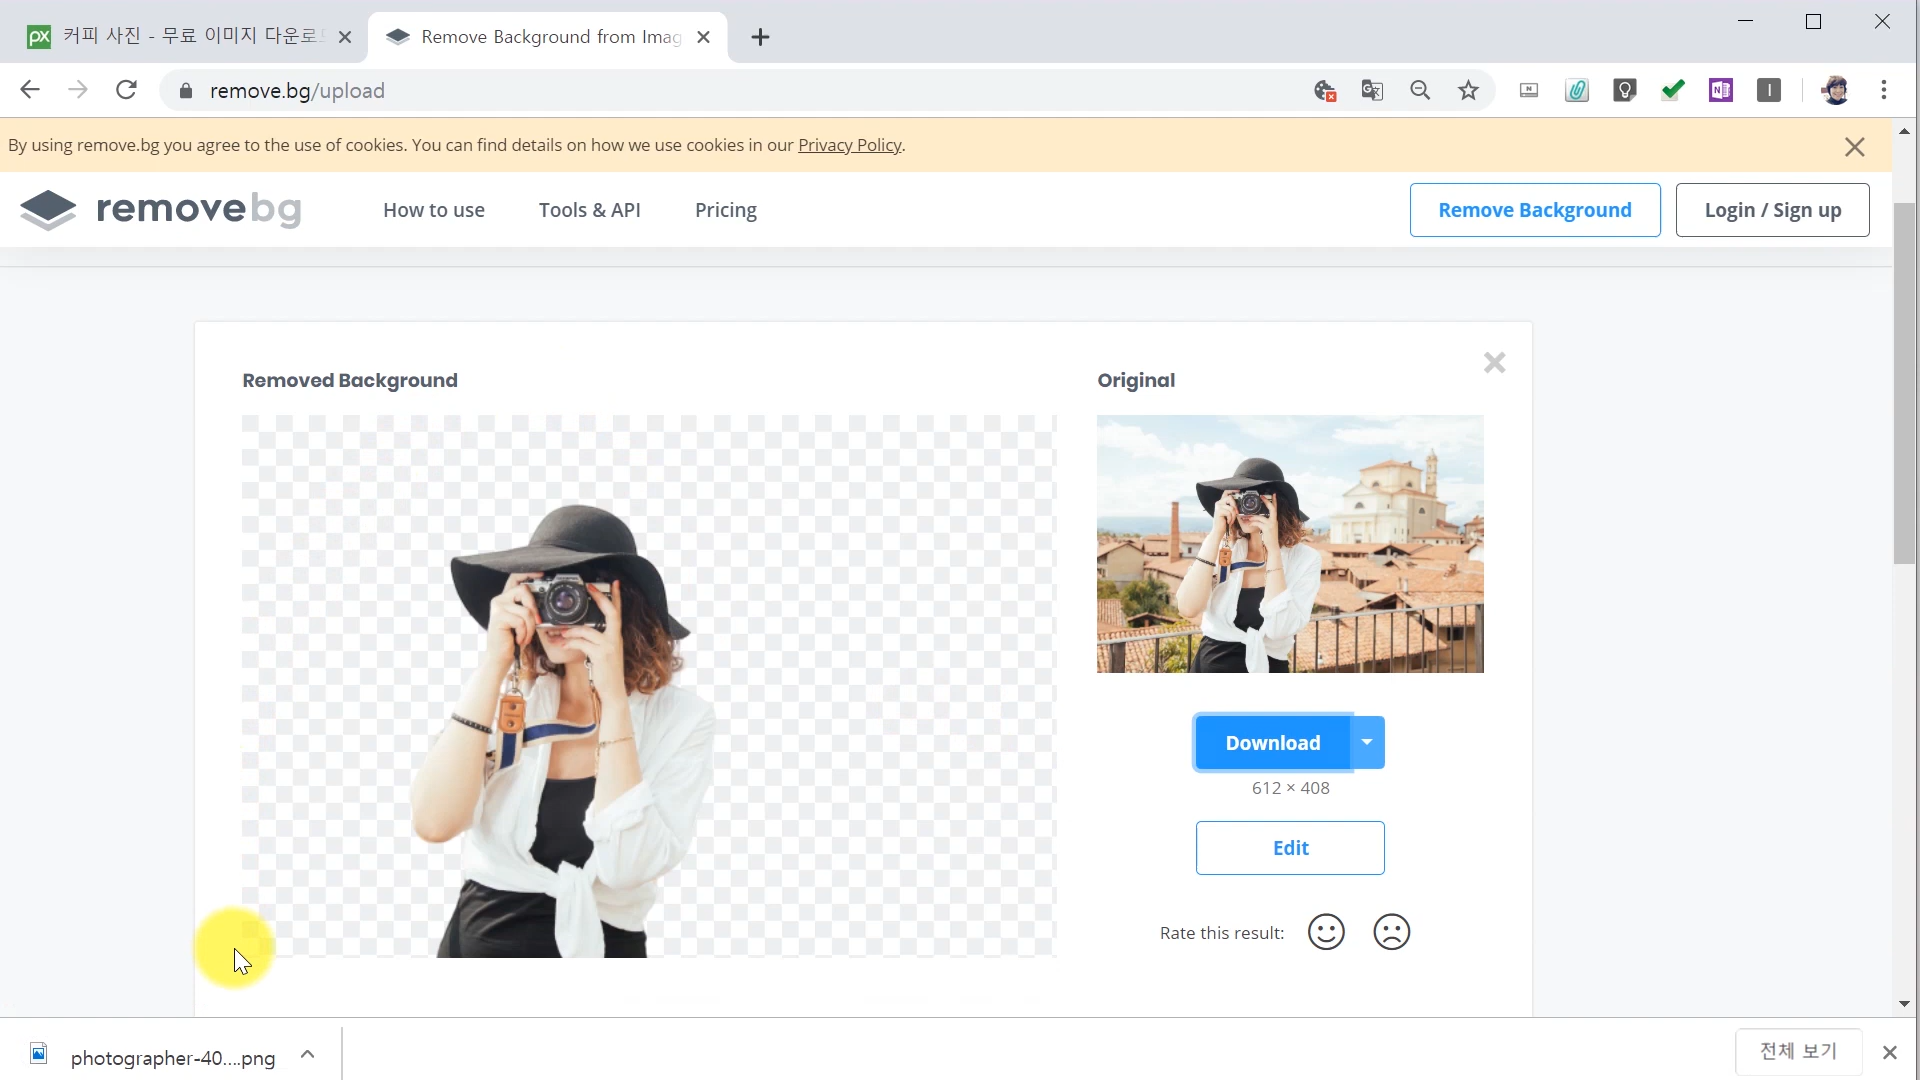 px 커피 사진 - 무료 이미지 다운로드
Remove Background from Imag
remove.bg/upload
By using remove.bg you agree to the use of cookies. You can find details on how we use cookies in our Privacy Policy.
removebg
How to use
Tools & API
Pricing
Remove Background
Login / Sign up
Removed Background
Original
Download
612 × 408
Edit
Rate this result:
photographer-40....png
전체 보기